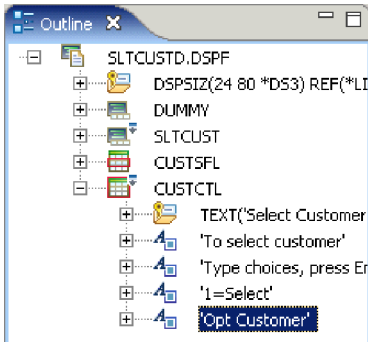 Outline
SLTCUSTD.DSPF
DSPSIZ(24 80 *DS3) REF(*LI
DUMMY
SLTCUST
CUSTSFL
CUSTCTL
TEXT('Select Customer
'To select customer'
'Type choices, press En
'1=Select'
'Opt Customer'